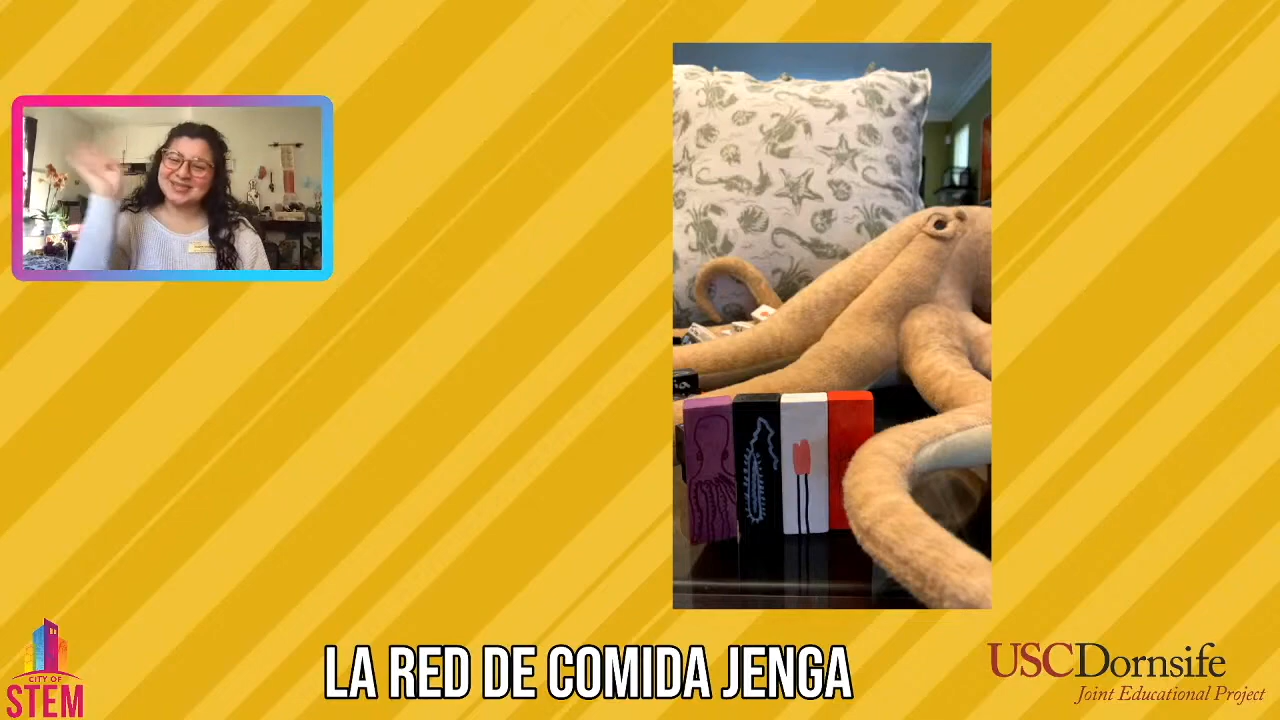 LA RED DE COMIDA JENGA
CITY OF
STEM
USCDornsife
Joint Educational Project